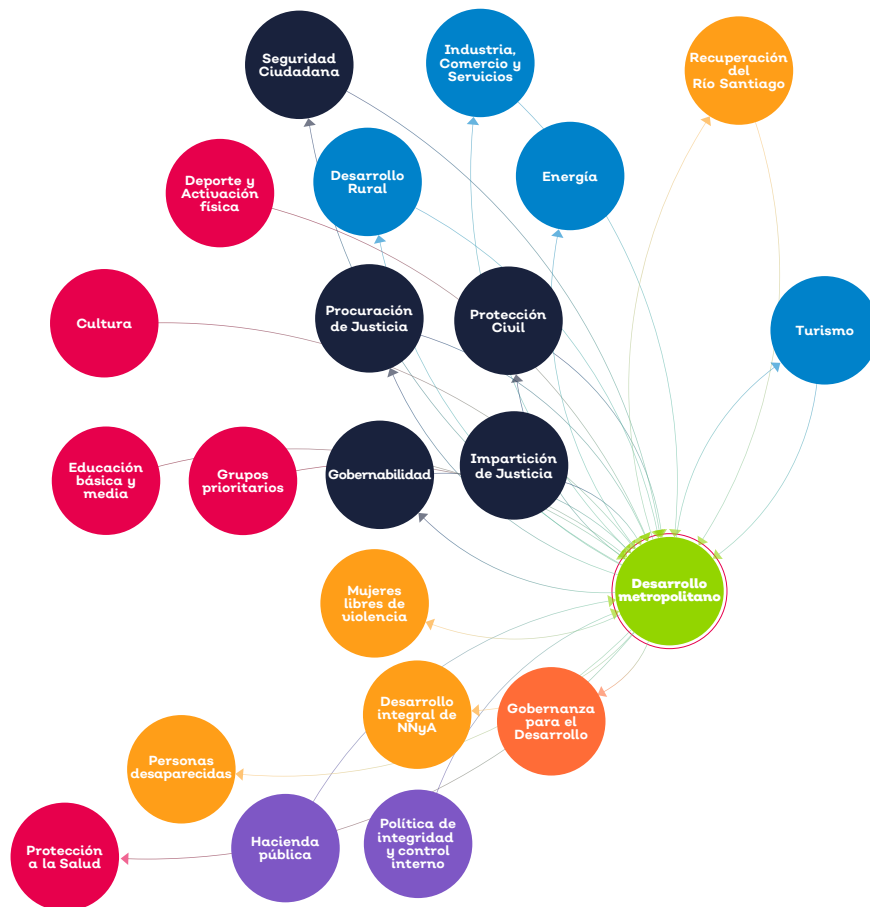 Seguridad
Ciudadana
Industria,
Comercio y
Servicios
Recuperación
del
Río Santiago
Deporte y
Activación
física
Desarrollo
Rural
Energía
Cultura
Procuración
de Justicia
Protección
Civil
Turismo
Educación
básica y
media
Grupos
prioritarios
Gobernabilidad
Impartición
de Justicia
Mujeres
libres de
violencia
Desarrollo
metropolitano
Desarrollo
integral de
NNyA
Gobernanza
para el
Desarrollo
Personas
desaparecidas
Protección
a la Salud
Hacienda
pública
Política de
integridad
y control
interno